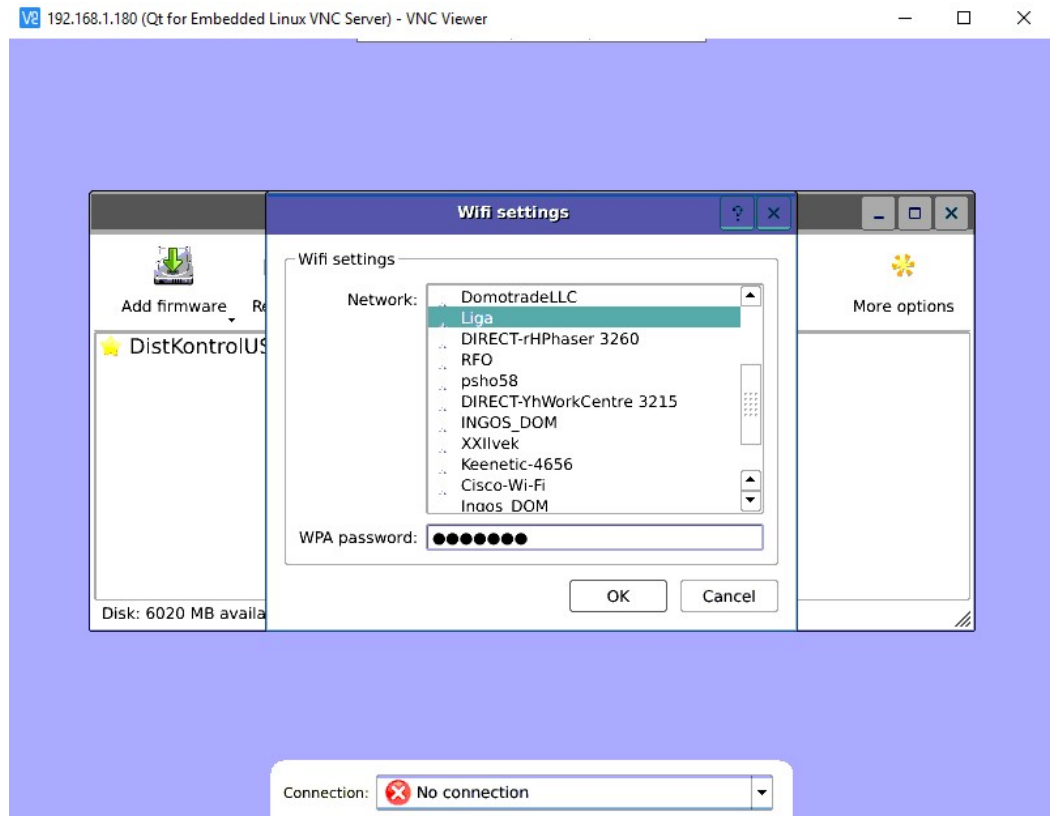 192.168.1.180 (Qt for Embedded Linux VNC Server) - VNC Viewer
Wifi settings
Add firmware
More options
DistKontrolUS
Wifi settings
Network:
DomotradeLLC
Liga
DIRECT-rHPhaser 3260
RFO
psho58
DIRECT-YhWorkCentre 3215
INGOS_DOM
XXIIvek
Keenetic-4656
Cisco-Wi-Fi
Ingos_DOM
WPA password:
OK
Cancel
Disk: 6020 MB availa
Connection:
No connection